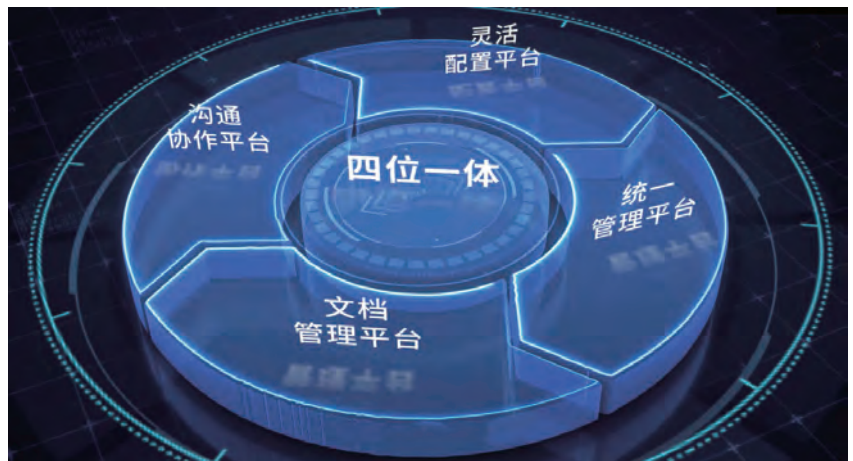 灵活
配置平台
沟通
协作平台
四位一体
统一
管理平台
文档
管理平台